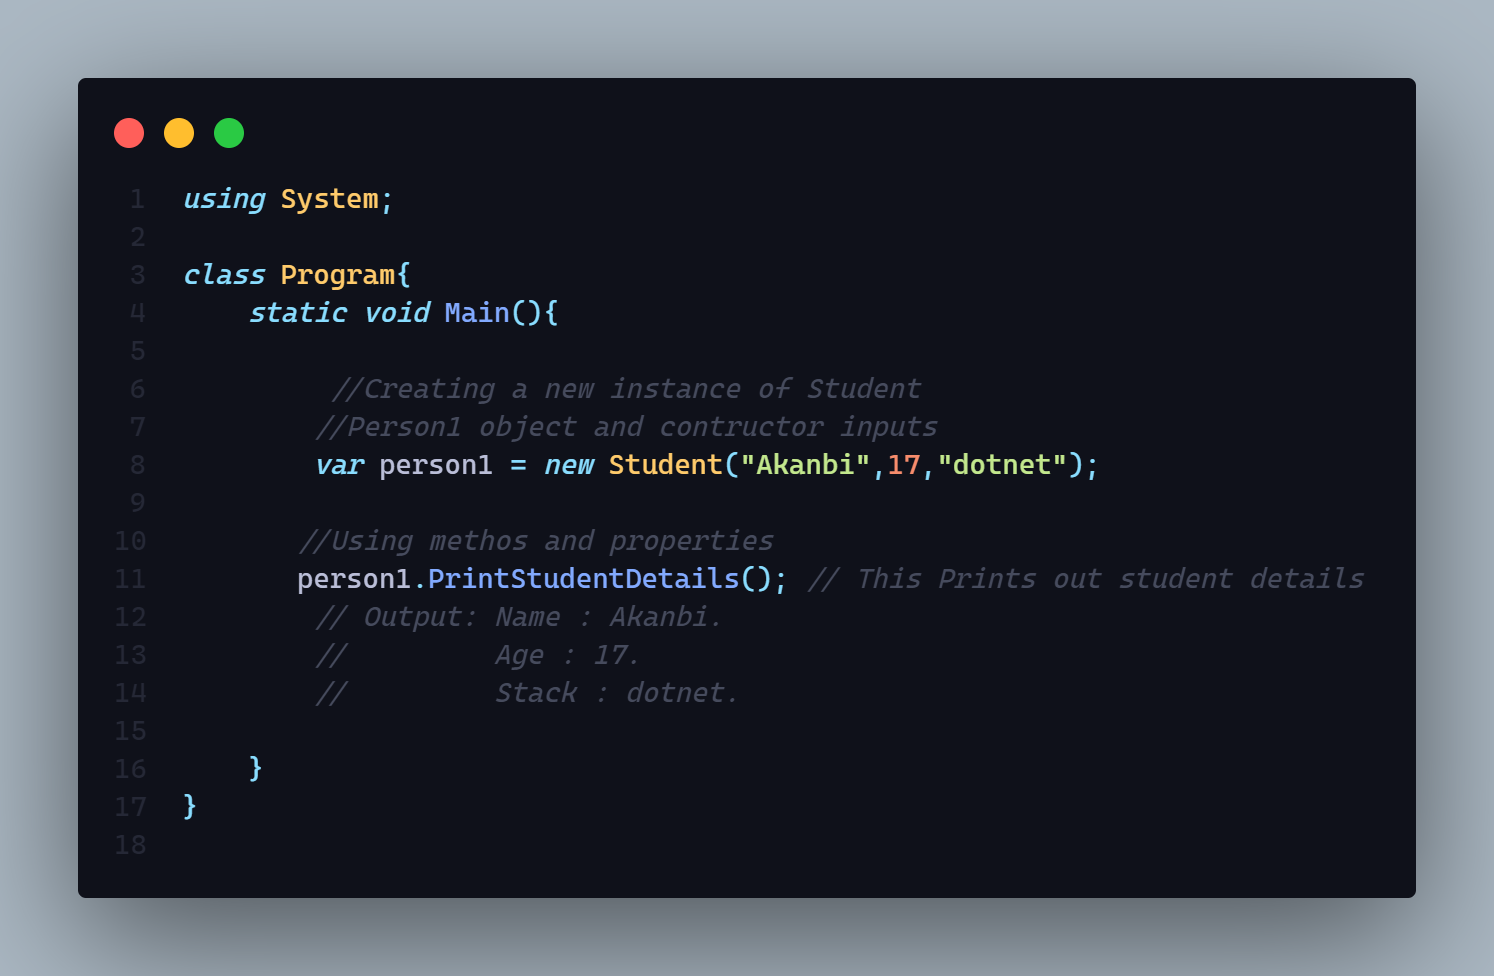 1 using System;
2
3 class Program{
4     static void Main(){
5
6          //Creating a new instance of Student
7         //Person1 object and contructor inputs
8         var person1 = new Student("Akanbi",17,"dotnet");
9
10        //Using methos and properties
11        person1.PrintStudentDetails(); // This Prints out student details
12         // Output: Name : Akanbi.
13         //         Age : 17.
14         //         Stack : dotnet.
15
16     }
17 }
18